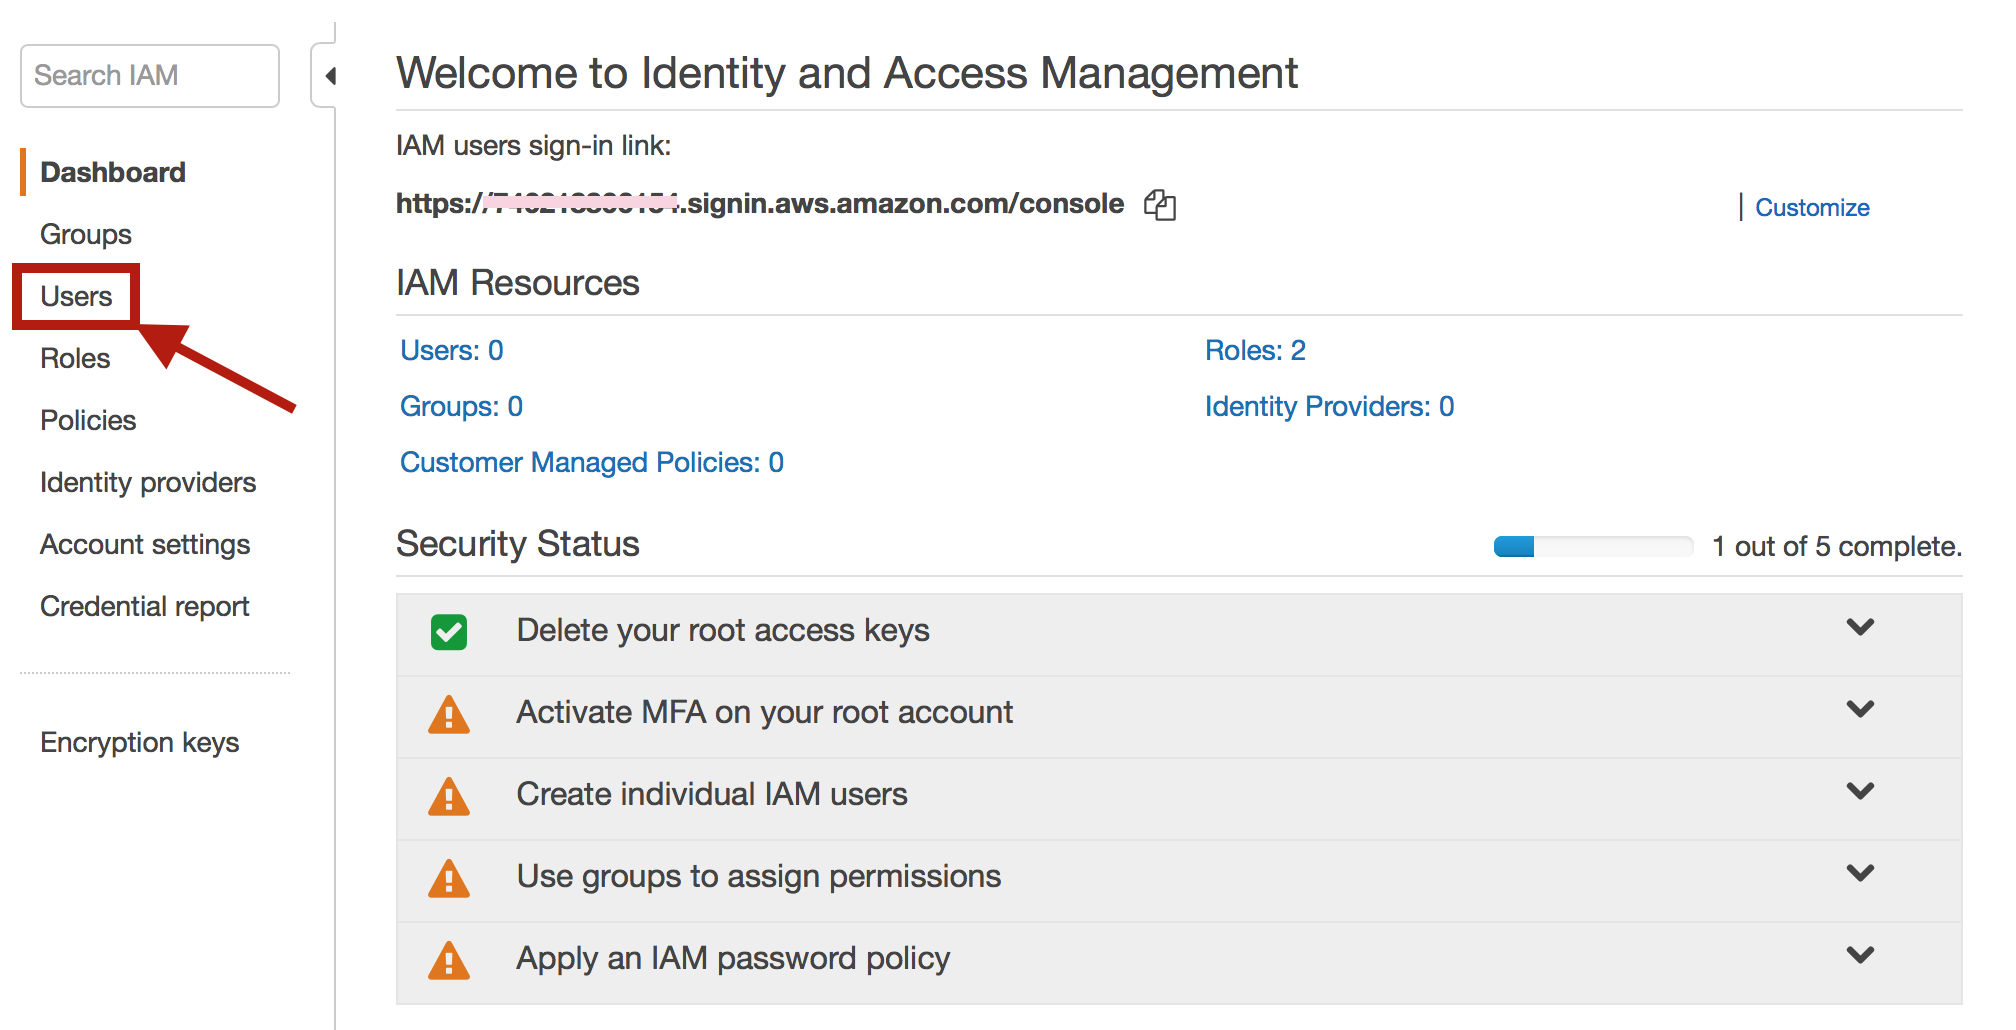 Search IAM
Dashboard
Groups
Users
Roles
Policies
Identity providers
Account settings
Credential report
Encryption keys
Welcome to Identity and Access Management
IAM users sign-in link:
https://.signin.aws.amazon.com/console
Customize
IAM Resources
Users: 0
Roles: 2
Groups: 0
Identity Providers: 0
Customer Managed Policies: 0
Security Status
1 out of 5 complete.
Delete your root access keys
Activate MFA on your root account
Create individual IAM users
Use groups to assign permissions
Apply an IAM password policy